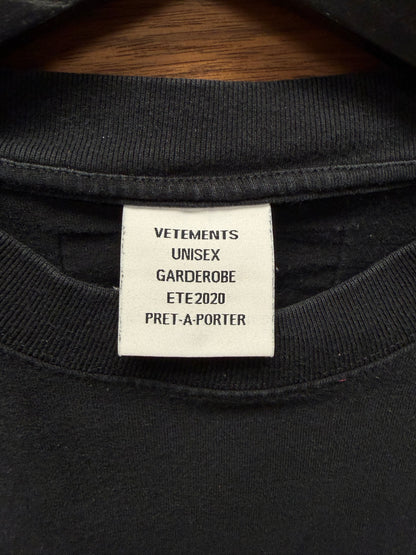 VETEMENTS
UNISEX
GARDEROBE
ETE2020
PRET-A-PORTER